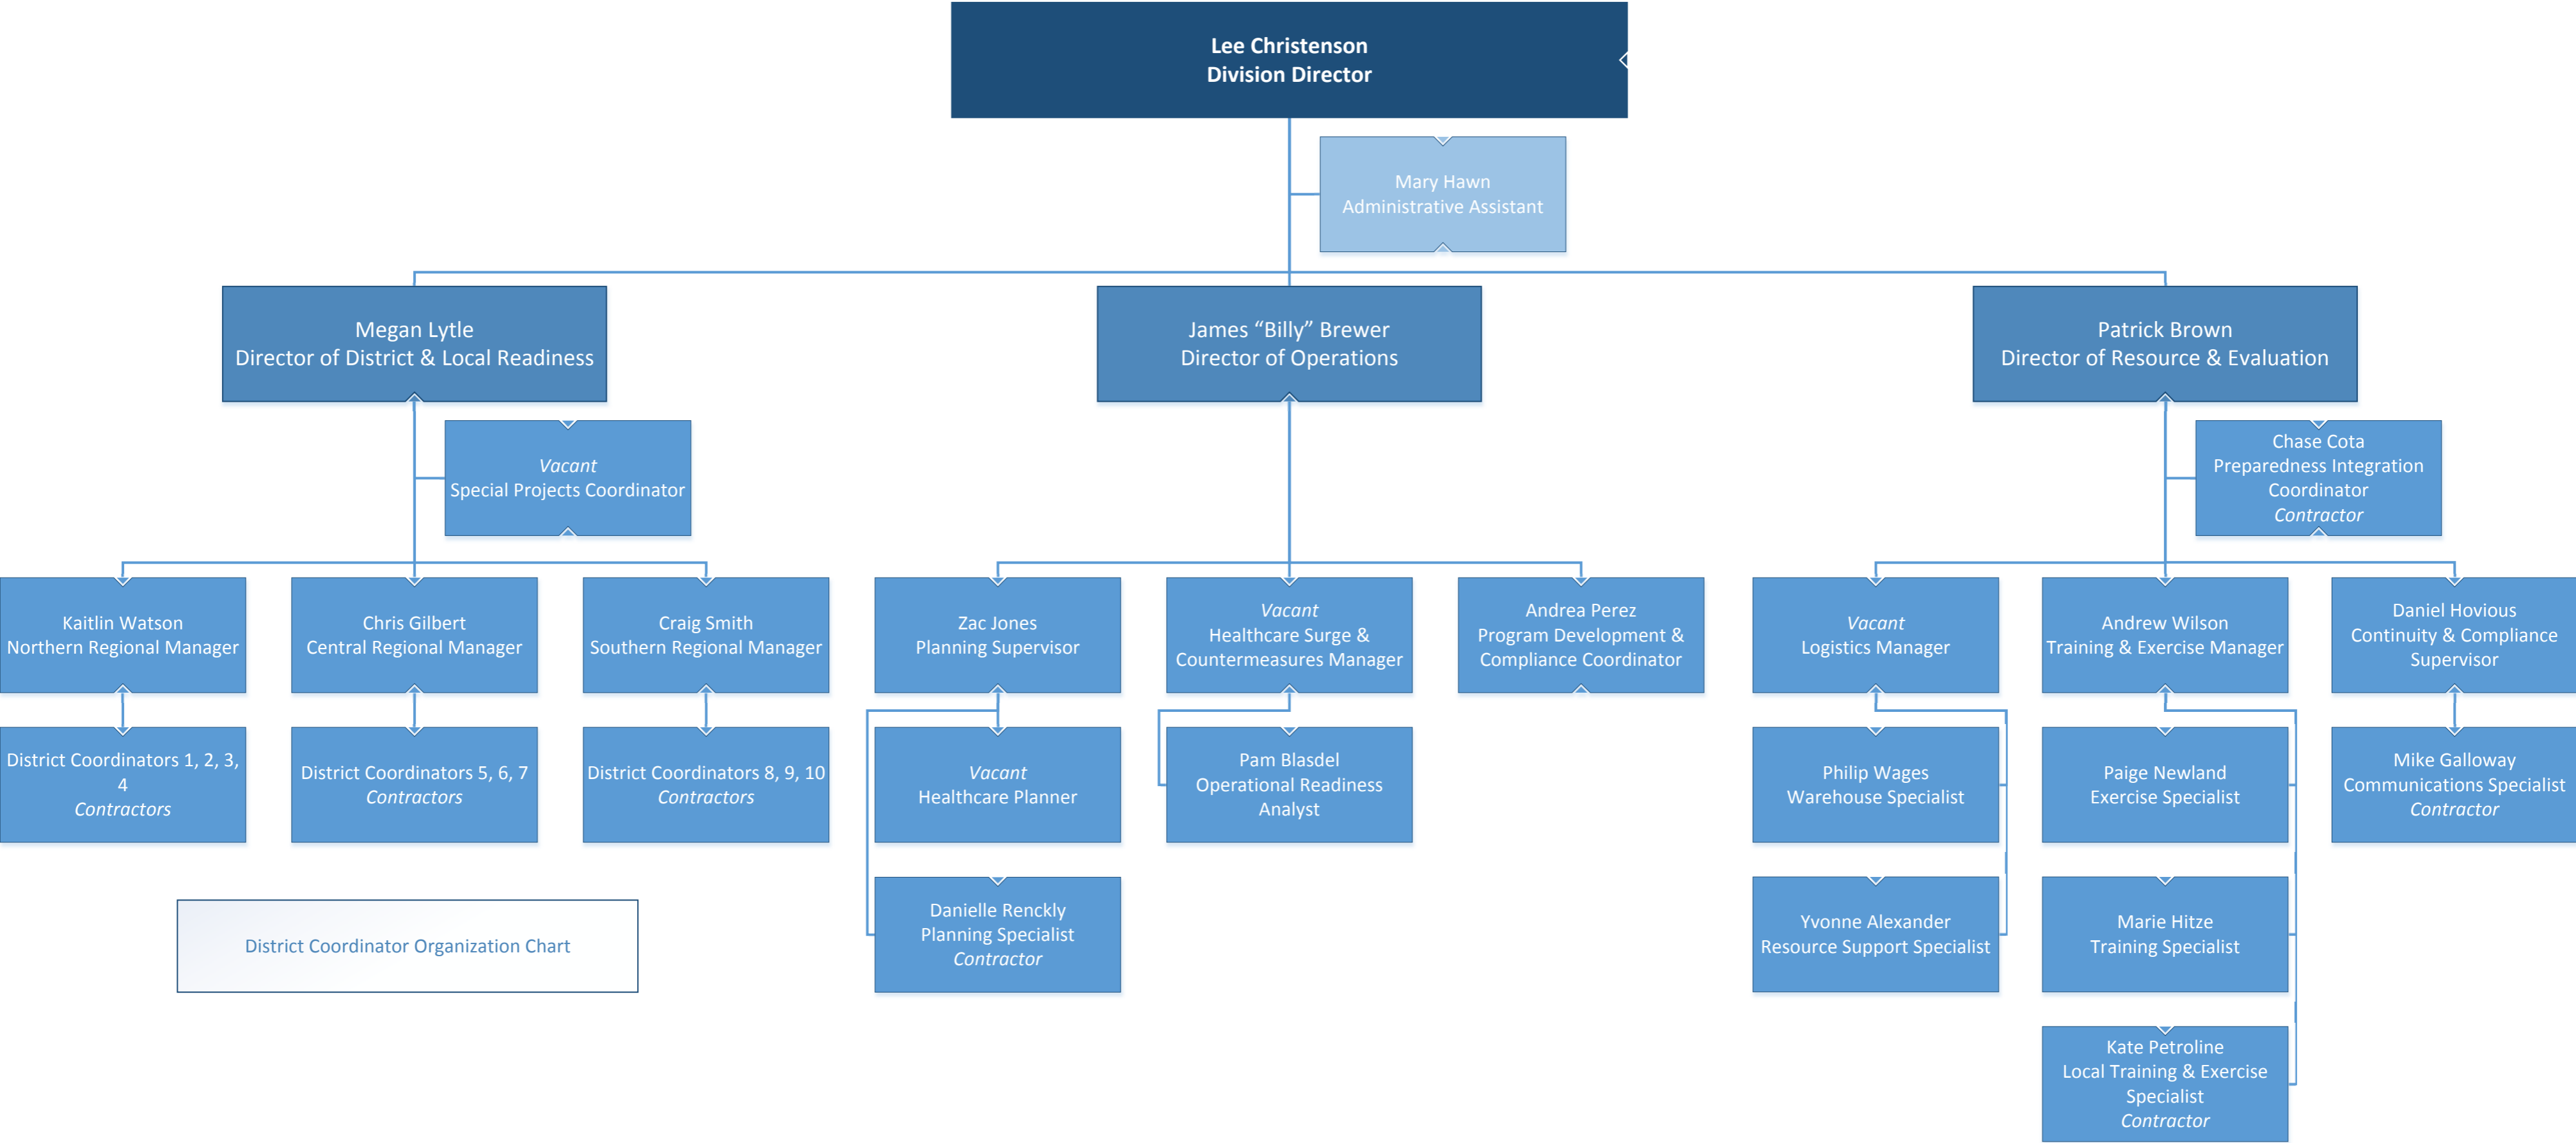 Lee Christenson
Division Director
Mary Hawn
Administrative Assistant
Megan Lytle
Director of District & Local Readiness
James “Billy” Brewer
Director of Operations
Patrick Brown
Director of Resource & Evaluation
Vacant
Special Projects Coordinator
Chase Cota
Preparedness Integration
Coordinator
Contractor
Kaitlin Watson
Northern Regional Manager
Chris Gilbert
Central Regional Manager
Craig Smith
Southern Regional Manager
Zac Jones
Planning Supervisor
Vacant
Healthcare Surge &
Countermeasures Manager
Andrea Perez
Program Development &
Compliance Coordinator
Vacant
Logistics Manager
Andrew Wilson
Training & Exercise Manager
Daniel Hovious
Continuity & Compliance
Supervisor
District Coordinators 1, 2, 3,
4
Contractors
District Coordinators 5, 6, 7
Contractors
District Coordinators 8, 9, 10
Contractors
Vacant
Healthcare Planner
Pam Blasdel
Operational Readiness
Analyst
Philip Wages
Warehouse Specialist
Paige Newland
Exercise Specialist
Mike Galloway
Communications Specialist
Contractor
District Coordinator Organization Chart
Danielle Renckly
Planning Specialist
Contractor
Yvonne Alexander
Resource Support Specialist
Marie Hitze
Training Specialist
Kate Petroline
Local Training & Exercise
Specialist
Contractor